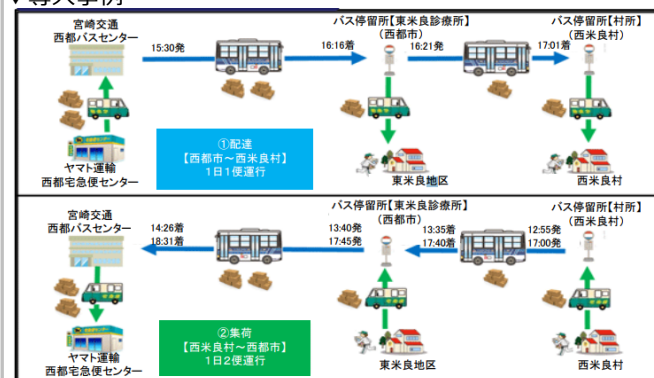 導入事例
宮崎交通
西都バスセンター
15:30発
16:16着
バス停留所【東米良診療所】
(西都市)
16:21発
17:01着
バス停留所【村所】
(西米良村)
①配達
【西都市～西米良村】
1日1便運行
ヤマト運輸
西都宅急便センター
東米良地区
西米良村
宮崎交通
西都バスセンター
14:26着
18:31着
13:40発
17:45発
バス停留所【東米良診療所】
(西都市)
13:35着
17:40着
12:55発
17:00発
バス停留所【村所】
(西米良村)
②集荷
【西米良村～西都市】
1日2便運行
ヤマト運輸
西都宅急便センター
東米良地区
西米良村